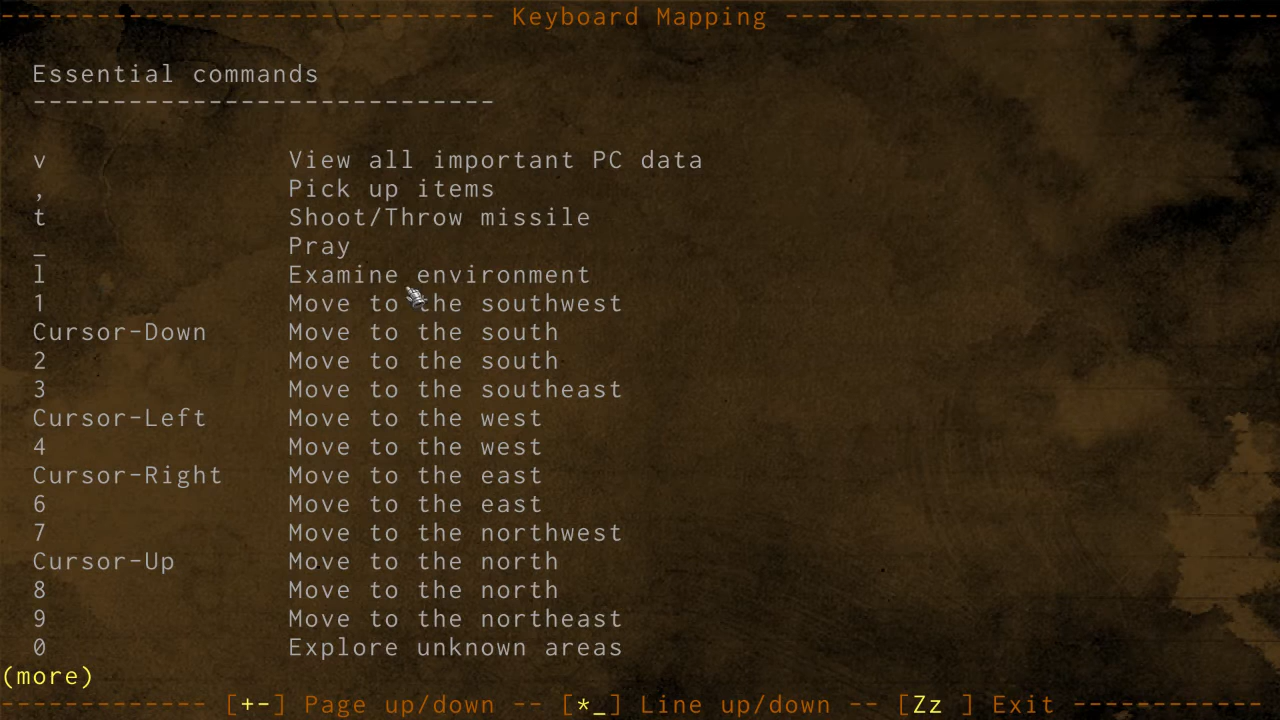 ------------------------------- Keyboard Mapping -------------------------------
Essential commands
-----------------------------
v                View all important PC data
,                Pick up items
t                Shoot/Throw missile
_                Pray
l                Examine environment
1                Move to the southwest
Cursor-Down      Move to the south
2                Move to the south
3                Move to the southeast
Cursor-Left      Move to the west
4                Move to the west
Cursor-Right     Move to the east
6                Move to the east
7                Move to the northwest
Cursor-Up        Move to the north
8                Move to the north
9                Move to the northeast
0                Explore unknown areas
(more)
------------- [+-] Page up/down -- [*_] Line up/down -- [Zz ] Exit ------------